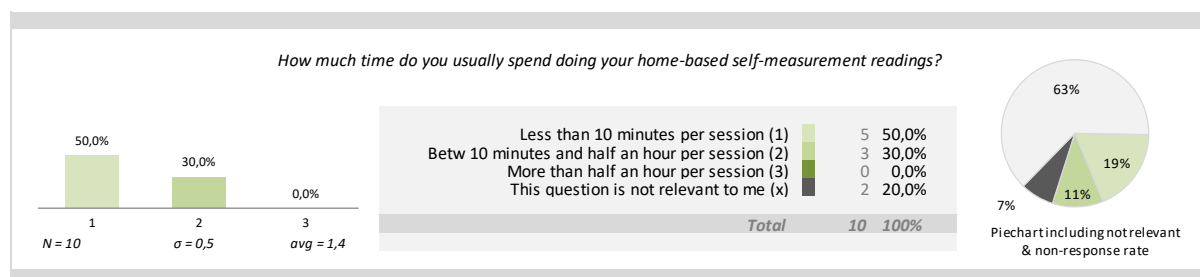 How much time do you usually spend doing your home-based self-measurement readings?
50,0%
30,0%
0,0%
1 2 3
N = 10 σ = 0,5 avg = 1,4
Less than 10 minutes per session (1) 5 50,0%
Betw 10 minutes and half an hour per session (2) 3 30,0%
More than half an hour per session (3) 0 0,0%
This question is not relevant to me (x) 2 20,0%
Total 10 100%
63%
19%
11%
7%
Piechart including not relevant
& non-response rate